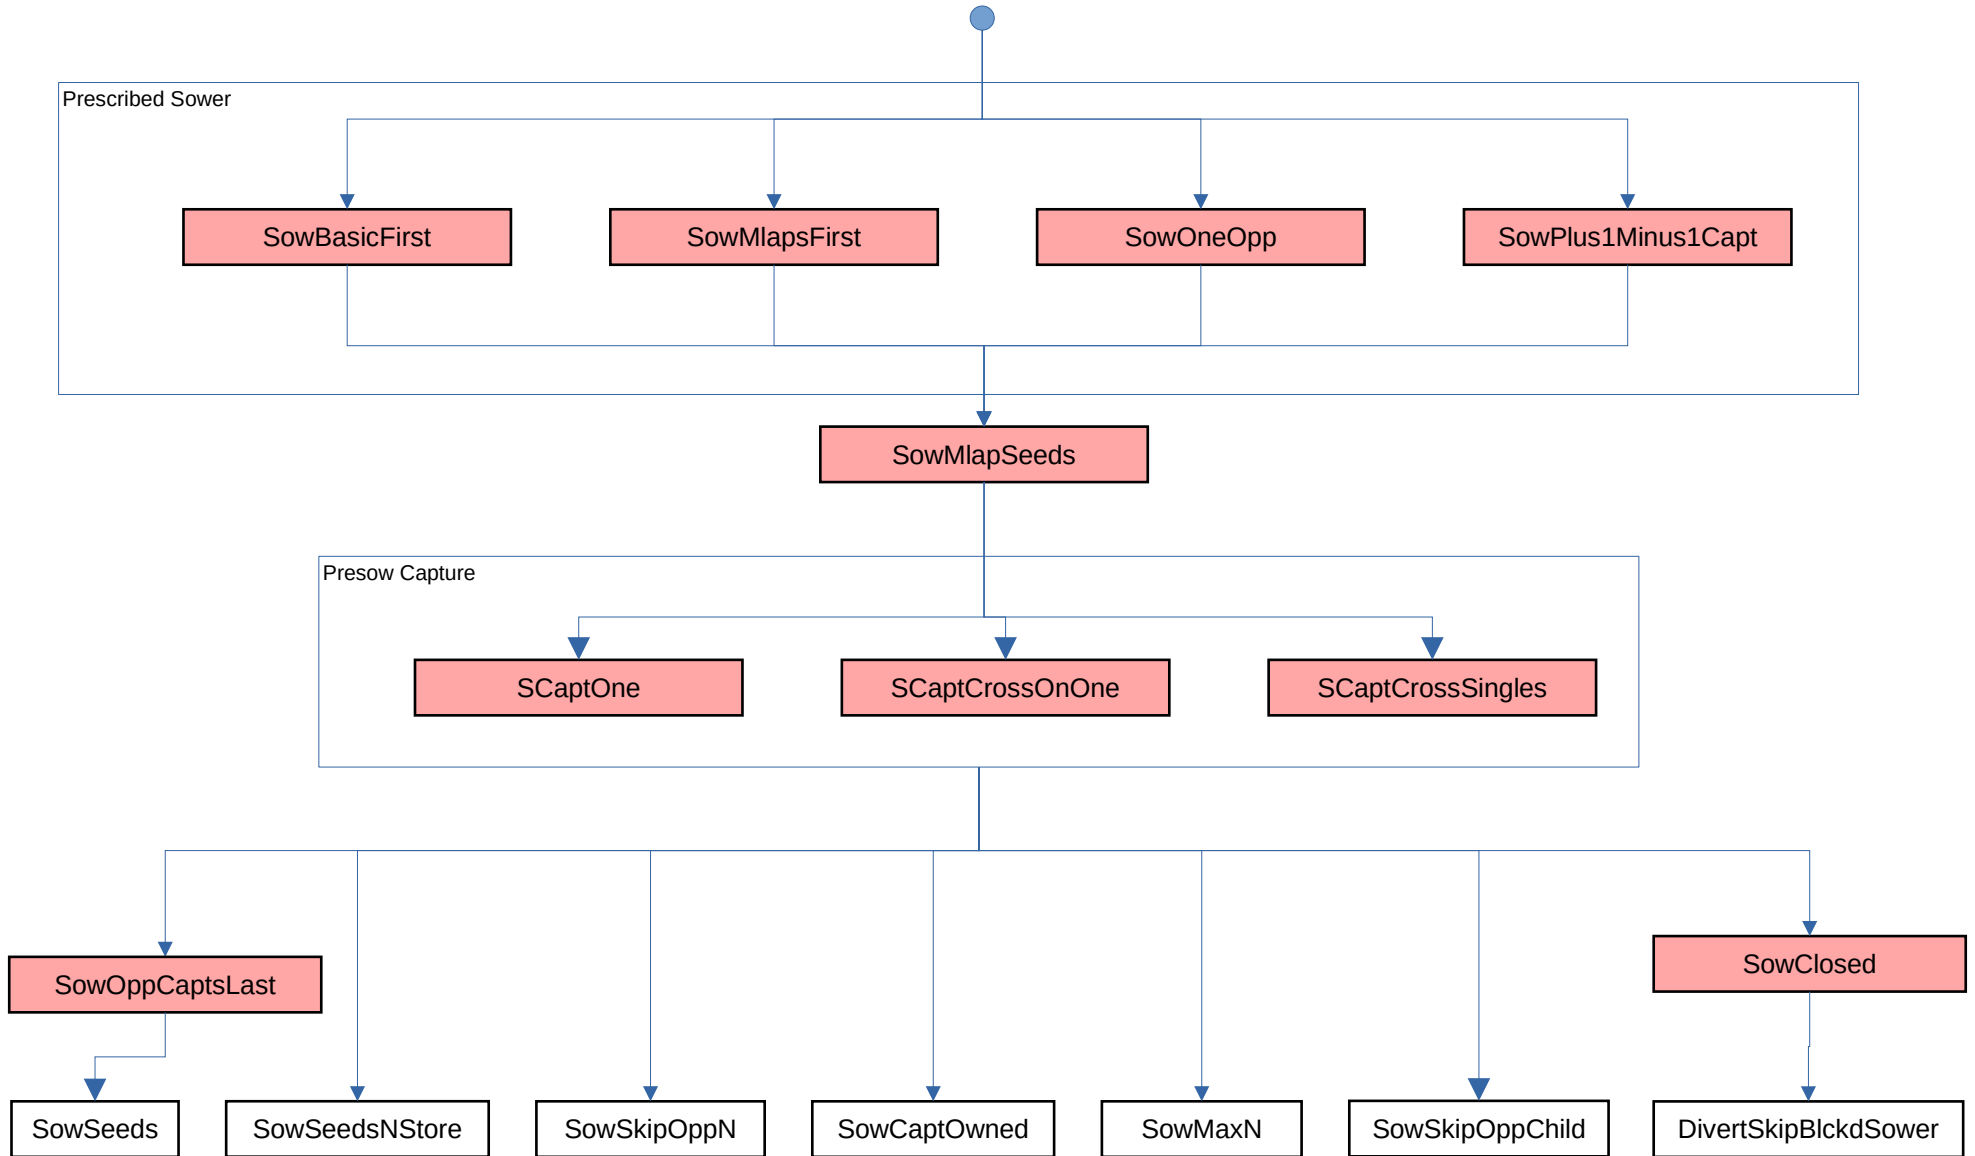 Prescribed Sower
SowBasicFirst
SowMlapsFirst
SowOneOpp
SowPlus1Minus1Capt
SowMlapSeeds
Presow Capture
SCaptOne
SCaptCrossOnOne
SCaptCrossSingles
SowOppCaptsLast
SowClosed
SowSeeds
SowSeedsNStore
SowSkipOppN
SowCaptOwned
SowMaxN
SowSkipOppChild
DivertSkipBlckdSower